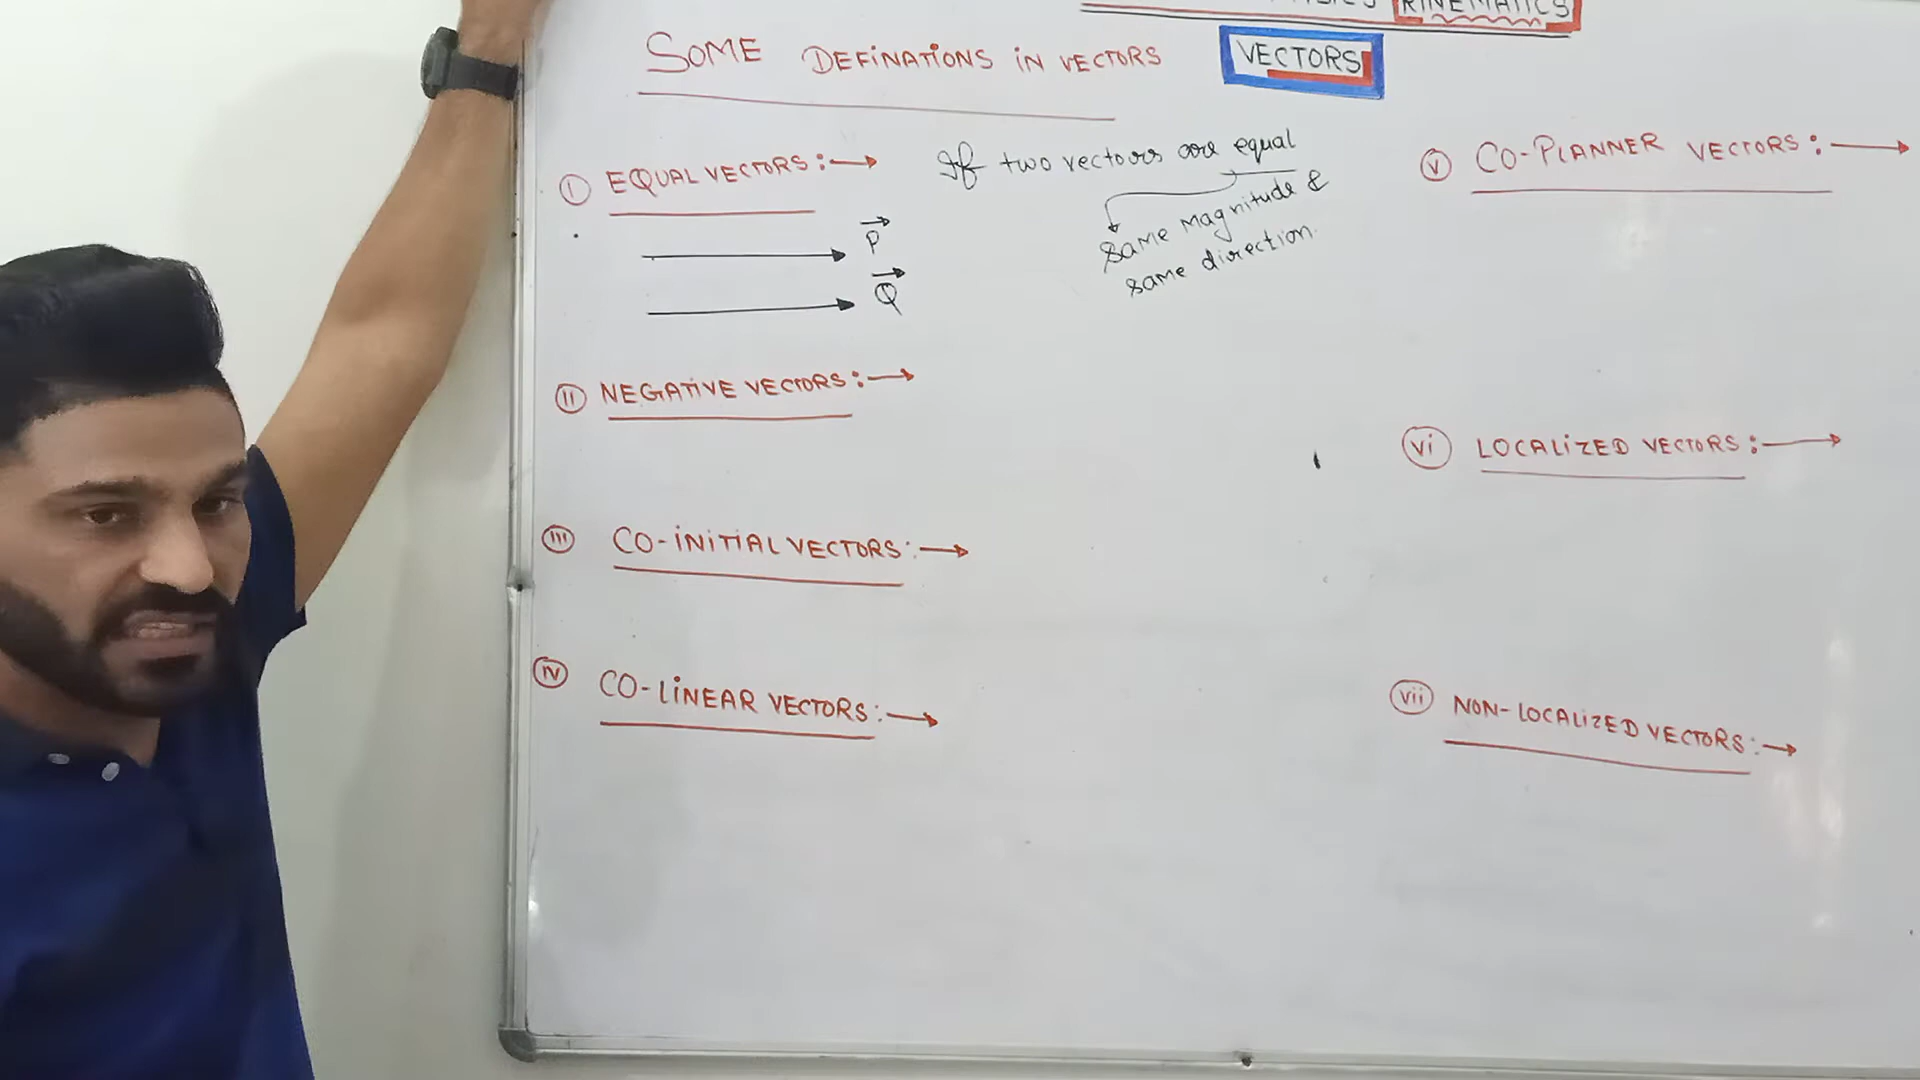 KINEMATICS
SOME DEFINATIONS IN VECTORS
VECTORS
I EQUAL VECTORS:→
If two vectors are equal
same magnitude &
same direction.
P
Q
II NEGATIVE VECTORS:→
III CO-INITIAL VECTORS:→
IV CO-LINEAR VECTORS:→
V CO-PLANNER VECTORS:→
Vi LOCALIZED VECTORS:→
Vii NON-LOCALIZED VECTORS:→